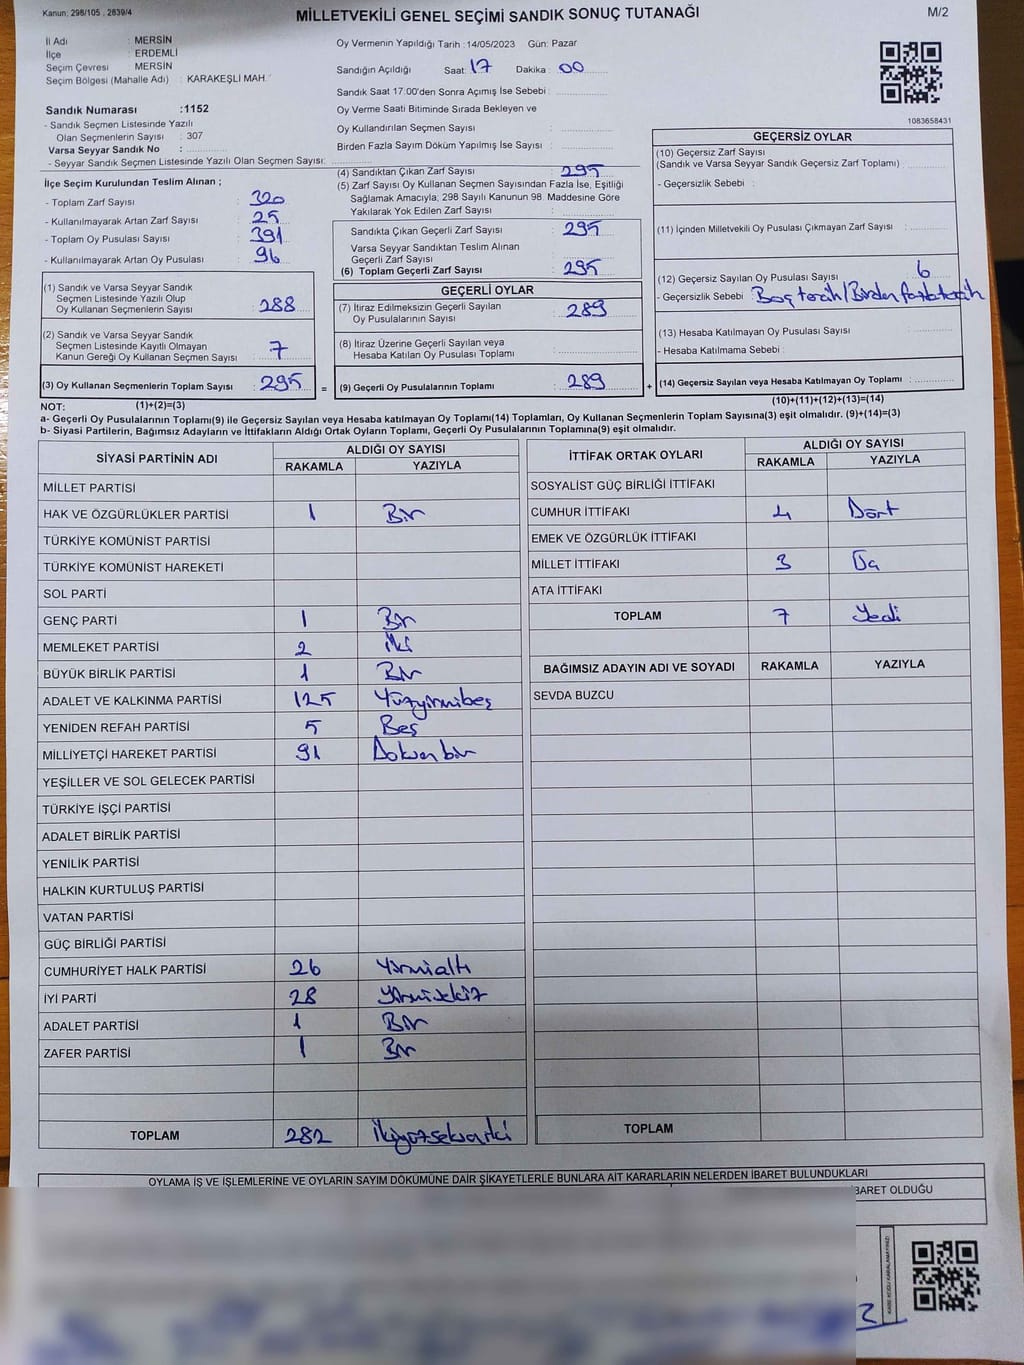 Kanun: 298/105 . 2839/4
MİLLETVEKİLİ GENEL SEÇİMİ SANDIK SONUÇ TUTANAĞI
M/2
İl Adı : MERSİN
İlçe : ERDEMLİ
Seçim Çevresi : MERSİN
Seçim Bölgesi (Mahalle Adı) : KARAKEŞLİ MAH.
Sandık Numarası :1152
- Sandık Seçmen Listesinde Yazılı
Olan Seçmenlerin Sayısı : 307
Varsa Seyyar Sandık No :
- Seyyar Sandık Seçmen Listesinde Yazılı Olan Seçmen Sayısı:
Oy Vermenin Yapıldığı Tarih :14/05/2023 Gün: Pazar
Sandığın Açıldığı Saat: 17 Dakika : 00
Sandık Saat 17:00'den Sonra Açımış İse Sebebi :
Oy Verme Saati Bitiminde Sırada Bekleyen ve
Oy Kullandırılan Seçmen Sayısı :
Birden Fazla Sayım Döküm Yapılmış İse Sayısı :
1083658431
İlçe Seçim Kurulundan Teslim Alınan ;
- Toplam Zarf Sayısı : 320
- Kullanılmayarak Artan Zarf Sayısı : 25
- Toplam Oy Pusulası Sayısı : 391
- Kullanılmayarak Artan Oy Pusulası : 96
(1) Sandık ve Varsa Seyyar Sandık
Seçmen Listesinde Yazılı Olup
Oy Kullanan Seçmenlerin Sayısı : 288
(2) Sandık ve Varsa Seyyar Sandık
Seçmen Listesinde Kayıtlı Olmayan
Kanun Gereği Oy Kullanan Seçmen Sayısı : 7
(3) Oy Kullanan Seçmenlerin Toplam Sayısı : 295 =
(4) Sandıktan Çıkan Zarf Sayısı : 295
(5) Zarf Sayısı Oy Kullanan Seçmen Sayısından Fazla İse, Eşitliği
Sağlamak Amacıyla; 298 Sayılı Kanunun 98. Maddesine Göre
Yakılarak Yok Edilen Zarf Sayısı :
Sandıkta Çıkan Geçerli Zarf Sayısı : 295
Varsa Seyyar Sandıktan Teslim Alınan
Geçerli Zarf Sayısı :
(6) Toplam Geçerli Zarf Sayısı : 295
GEÇERLİ OYLAR
(7) İtiraz Edilmeksizin Geçerli Sayılan
Oy Pusulalarının Sayısı : 289
(8) İtiraz Üzerine Geçerli Sayılan veya
Hesaba Katılan Oy Pusulası Toplamı :
(9) Geçerli Oy Pusulalarının Toplamı : 289 +
GEÇERSİZ OYLAR
(10) Geçersiz Zarf Sayısı
(Sandık ve Varsa Seyyar Sandık Geçersiz Zarf Toplamı) :
- Geçersizlik Sebebi :
(11) İçinden Milletvekili Oy Pusulası Çıkmayan Zarf Sayısı :
(12) Geçersiz Sayılan Oy Pusulası Sayısı : 6
- Geçersizlik Sebebi : Boş tercih/Birden fazla tercih
(13) Hesaba Katılmayan Oy Pusulası Sayısı :
- Hesaba Katılmama Sebebi :
(14) Geçersiz Sayılan veya Hesaba Katılmayan Oy Toplamı :
NOT: (1)+(2)=(3)
(10)+(11)+(12)+(13)=(14)
a- Geçerli Oy Pusulalarının Toplamı(9) ile Geçersiz Sayılan veya Hesaba katılmayan Oy Toplamı(14) Toplamları, Oy Kullanan Seçmenlerin Toplam Sayısına(3) eşit olmalıdır. (9)+(14)=(3)
b- Siyasi Partilerin, Bağımsız Adayların ve İttifakların Aldığı Ortak Oyların Toplamı, Geçerli Oy Pusulalarının Toplamına(9) eşit olmalıdır.
SİYASİ PARTİNİN ADI ALDIĞI OY SAYISI
RAKAMLA YAZIYLA
MİLLET PARTİSİ
HAK VE ÖZGÜRLÜKLER PARTİSİ 1 Bir
TÜRKİYE KOMÜNİST PARTİSİ
TÜRKİYE KOMÜNİST HAREKETİ
SOL PARTİ
GENÇ PARTİ 1 Bir
MEMLEKET PARTİSİ 2 İki
BÜYÜK BİRLİK PARTİSİ 1 Bir
ADALET VE KALKINMA PARTİSİ 125 Yüzyirmibeş
YENİDEN REFAH PARTİSİ 5 Beş
MİLLİYETÇİ HAREKET PARTİSİ 91 Doksan bir
YEŞİLLER VE SOL GELECEK PARTİSİ
TÜRKİYE İŞÇİ PARTİSİ
ADALET BİRLİK PARTİSİ
YENİLİK PARTİSİ
HALKIN KURTULUŞ PARTİSİ
VATAN PARTİSİ
GÜÇ BİRLİĞİ PARTİSİ
CUMHURİYET HALK PARTİSİ 26 Yirmialtı
İYİ PARTİ 28 Yirmisekiz
ADALET PARTİSİ 1 Bir
ZAFER PARTİSİ 1 Bir
TOPLAM 282 İkiyüzsekseniki
İTTİFAK ORTAK OYLARI ALDIĞI OY SAYISI
RAKAMLA YAZIYLA
SOSYALİST GÜÇ BİRLİĞİ İTTİFAKI
CUMHUR İTTİFAKI 4 Dört
EMEK VE ÖZGÜRLÜK İTTİFAKI
MİLLET İTTİFAKI 3 Üç
ATA İTTİFAKI
TOPLAM 7 Yedi
BAĞIMSIZ ADAYIN ADI VE SOYADI RAKAMLA YAZIYLA
SEVDA BUZCU
TOPLAM
OYLAMA İŞ VE İŞLEMLERİNE VE OYLARIN SAYIM DÖKÜMÜNE DAİR ŞİKAYETLERLE BUNLARA AİT KARARLARIN NELERDEN İBARET BULUNDUKLARI
İBARET OLDUĞU